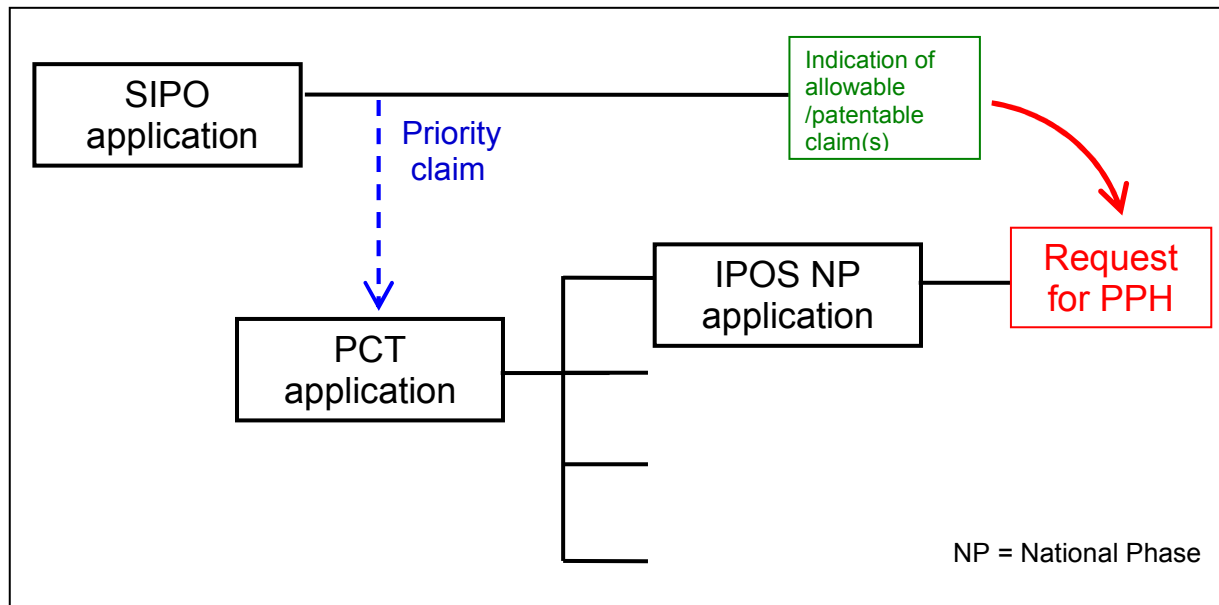 SIPO
application
Indication of
allowable
/patentable
claim(s)
Priority
claim
IPOS NP
application
Request
for PPH
PCT
application
NP = National Phase